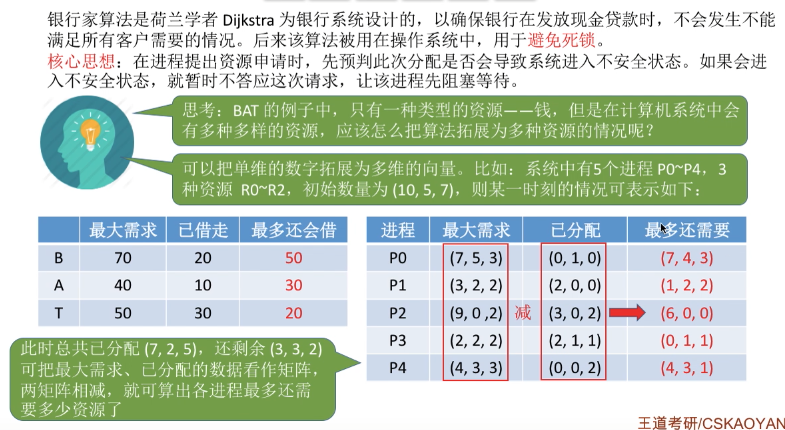 银行家算法是荷兰学者 Dijkstra 为银行系统设计的，以确保银行在发放现金贷款时，不会发生不能
满足所有客户需要的情况。后来该算法被用在操作系统中，用于避免死锁。
核心思想：在进程提出资源申请时，先预判此次分配是否会导致系统进入不安全状态。如果会进
入不安全状态，就暂时不答应这次请求，让该进程先阻塞等待。
思考：BAT 的例子中，只有一种类型的资源——钱，但是在计算机系统中会
有多种多样的资源，应该怎么把算法拓展为多种资源的情况呢？
可以把单维的数字拓展为多维的向量。比如：系统中有5个进程 P0~P4，3
种资源 R0~R2，初始数量为 (10, 5, 7)，则某一时刻的情况可表示如下：
最大需求 已借走 最多还会借
B 70 20 50
A 40 10 30
T 50 30 20
进程 最大需求 已分配 最多还需要
P0 (7, 5, 3) (0, 1, 0) (7, 4, 3)
P1 (3, 2, 2) (2, 0, 0) (1, 2, 2)
P2 (9, 0 ,2) 减 (3, 0, 2) (6, 0, 0)
P3 (2, 2, 2) (2, 1, 1) (0, 1, 1)
P4 (4, 3, 3) (0, 0, 2) (4, 3, 1)
此时总共已分配 (7, 2, 5)，还剩余 (3, 3, 2)
可把最大需求、已分配的数据看作矩阵，
两矩阵相减，就可算出各进程最多还需
要多少资源了
王道考研/CSKAOYAN